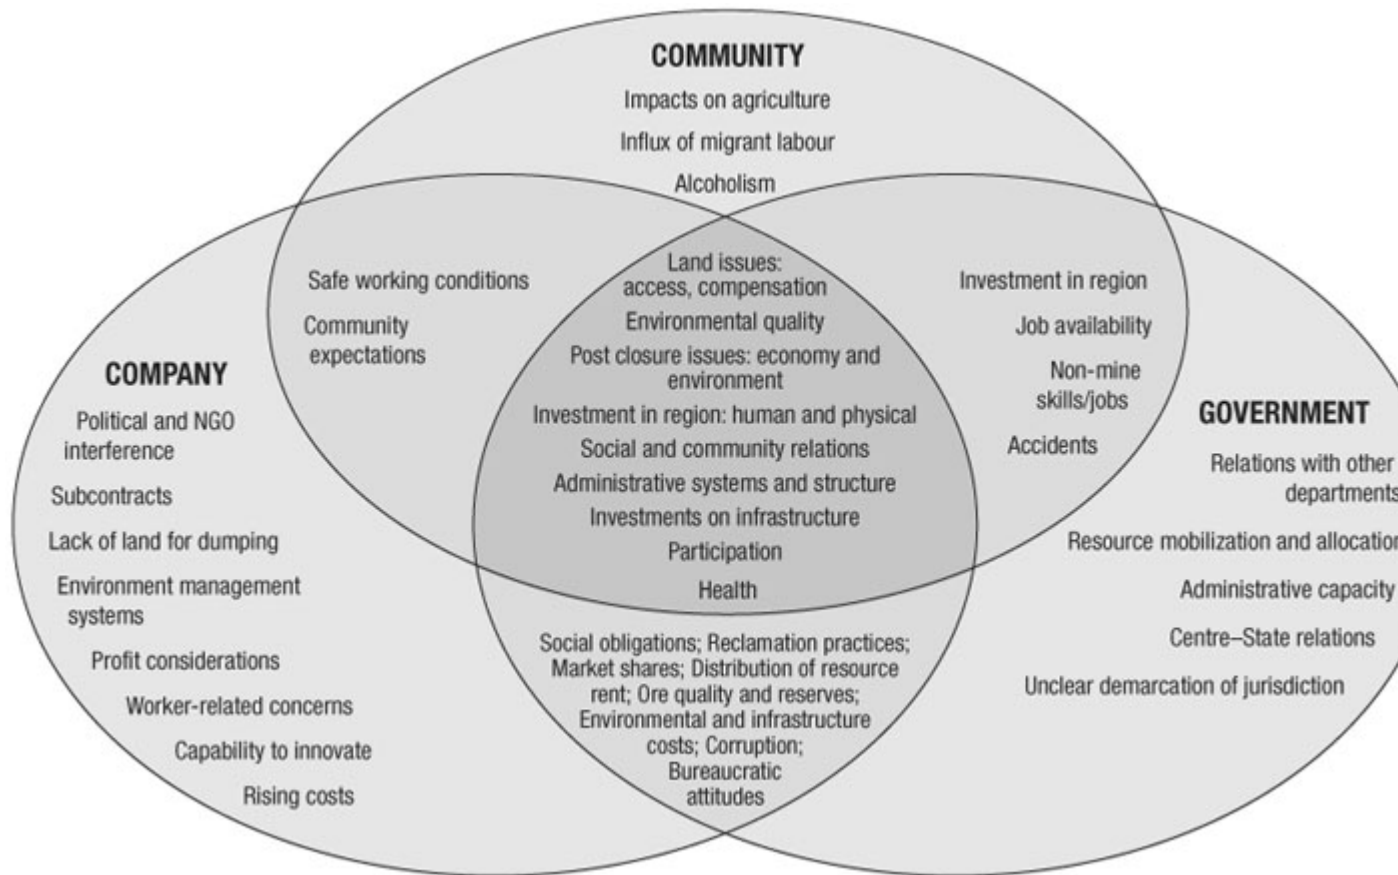 COMMUNITY
Impacts on agriculture
Influx of migrant labour
Alcoholism
Safe working conditions
Community
expectations
Land issues:
access, compensation
Environmental quality
Post closure issues: economy and
environment
Investment in region: human and physical
Social and community relations
Administrative systems and structure
Investments on infrastructure
Participation
Health
Investment in region
Job availability
Non-mine
skills/jobs
Accidents
COMPANY
Political and NGO
interference
Subcontracts
Lack of land for dumping
Environment management
systems
Profit considerations
Worker-related concerns
Capability to innovate
Rising costs
Social obligations; Reclamation practices;
Market shares; Distribution of resource
rent; Ore quality and reserves;
Environmental and infrastructure
costs; Corruption;
Bureaucratic
attitudes
GOVERNMENT
Relations with other
departments
Resource mobilization and allocation
Administrative capacity
Centre–State relations
Unclear demarcation of jurisdiction